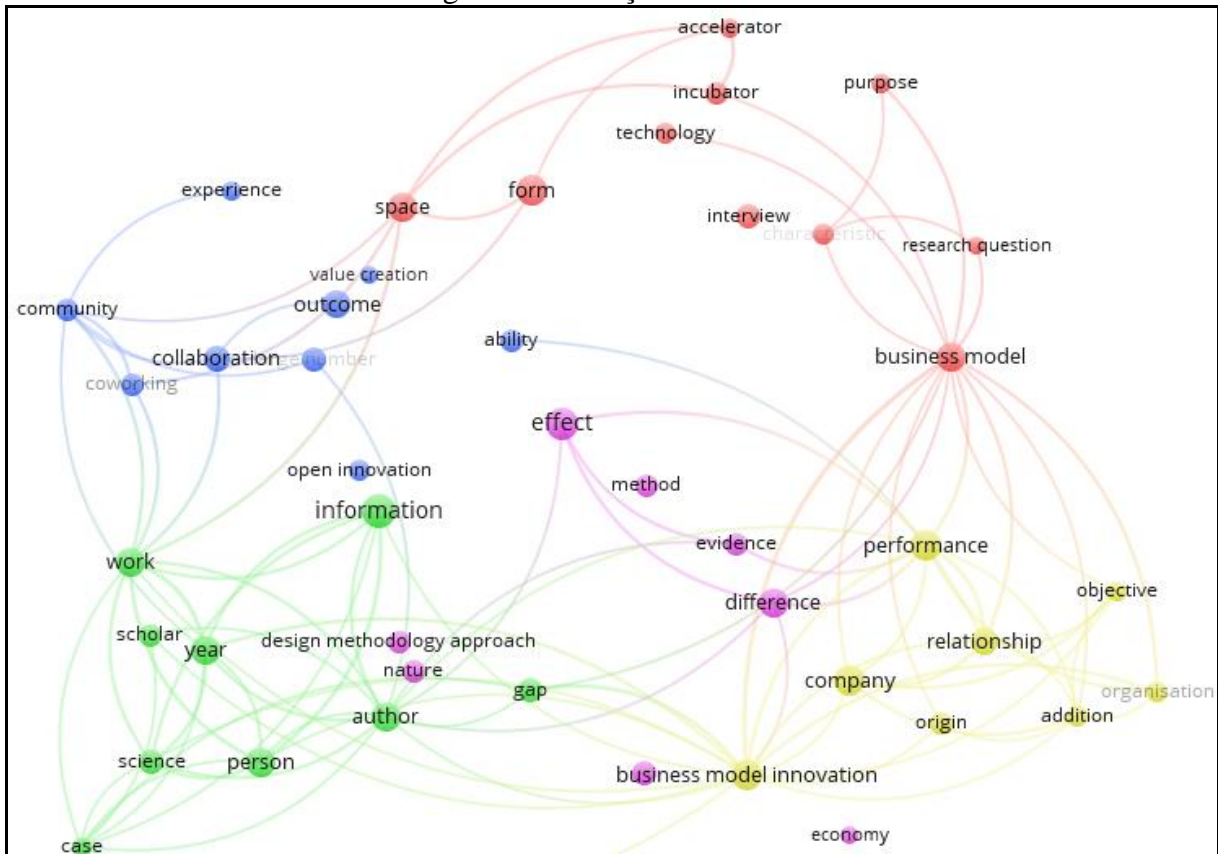 accelerator
purpose
incubator
technology
experience
form
space
interview
characteristic
research question
value creation
outcome
community
ability
collaboration
number
business model
coworking
effect
open innovation
method
information
evidence
performance
work
objective
difference
scholar
design methodology approach
relationship
year
nature
company
gap
organisation
author
addition
origin
science
person
business model innovation
economy
case